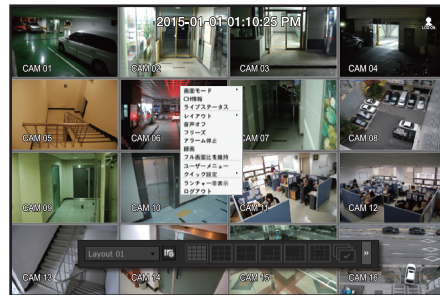 2015-01-01 01:10:25 PM
CAM 01
CAM 02
CAM 03
CAM 04
CAM 05
CAM 06
CAM 07
CAM 08
画面モード
CH情報
ライブステータス
レイアウト
音声オフ
フリーズ
アラーム停止
録画
フル画面比を維持
ユーザーメニュー
クイック設定
ランチャー非表示
ログアウト
CAM 09
CAM 10
CAM 11
CAM 12
Layout 01
CAM 13
CAM 14
CAM 15
CAM 16